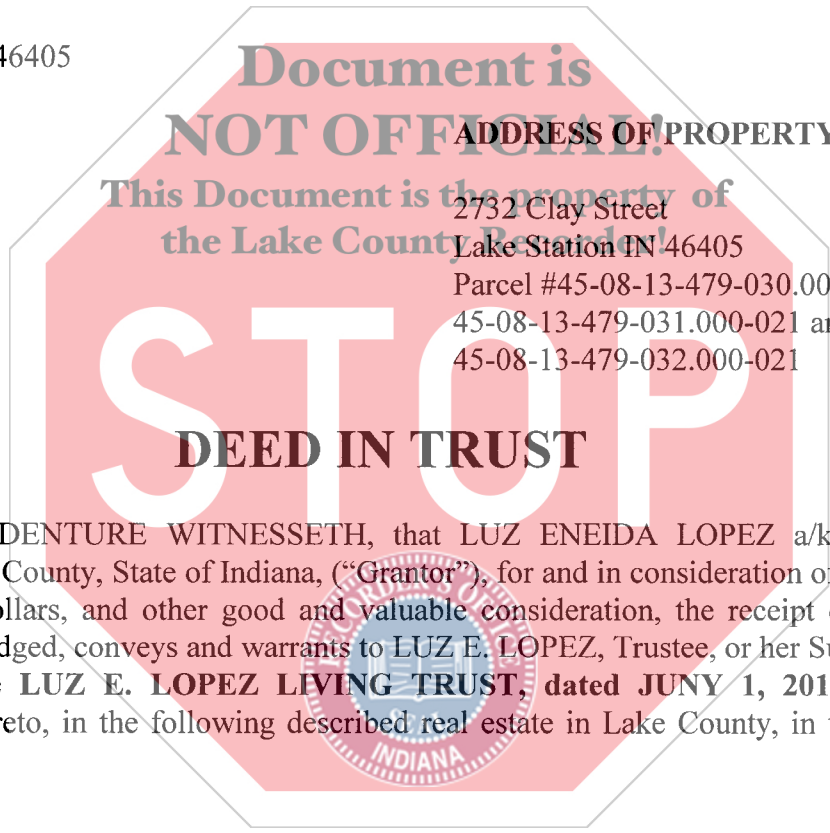 46405
Document is
NOT OFFICIAL!
This Document is the property of
the Lake County Recorder!
ADDRESS OF PROPERTY
2732 Clay Street
Lake Station IN 46405
Parcel #45-08-13-479-030.00
45-08-13-479-031.000-021 an
45-08-13-479-032.000-021
STOP
DEED IN TRUST
DENTURE WITNESSETH, that LUZ ENEIDA LOPEZ a/k
County, State of Indiana, (“Grantor”), for and in consideration of
ollars, and other good and valuable consideration, the receipt
dged, conveys and warrants to LUZ E. LOPEZ, Trustee, or her Su
LUZ E. LOPEZ LIVING TRUST, dated JUNY 1, 201
reto, in the following described real estate in Lake County, in
RECORDER'S OFFICE
INDIANA